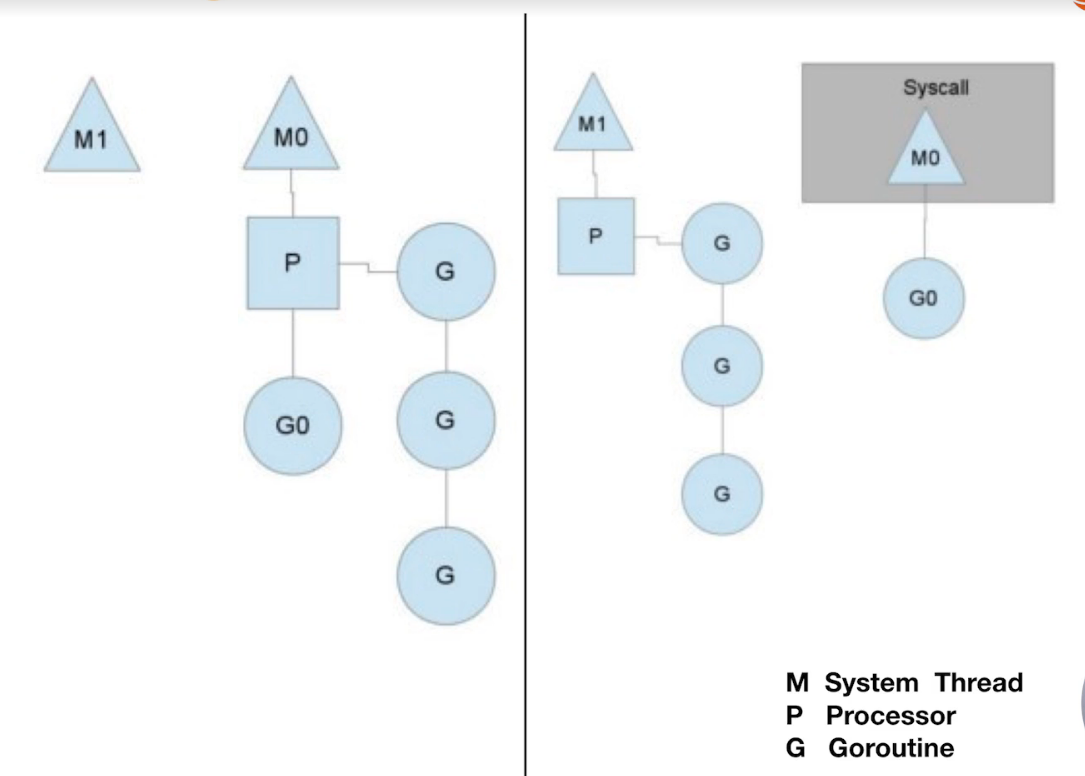 M1
M0
P
G
G0
G
G
M1
P
G
G
G
Syscall
M0
G0
M System Thread
P Processor
G Goroutine